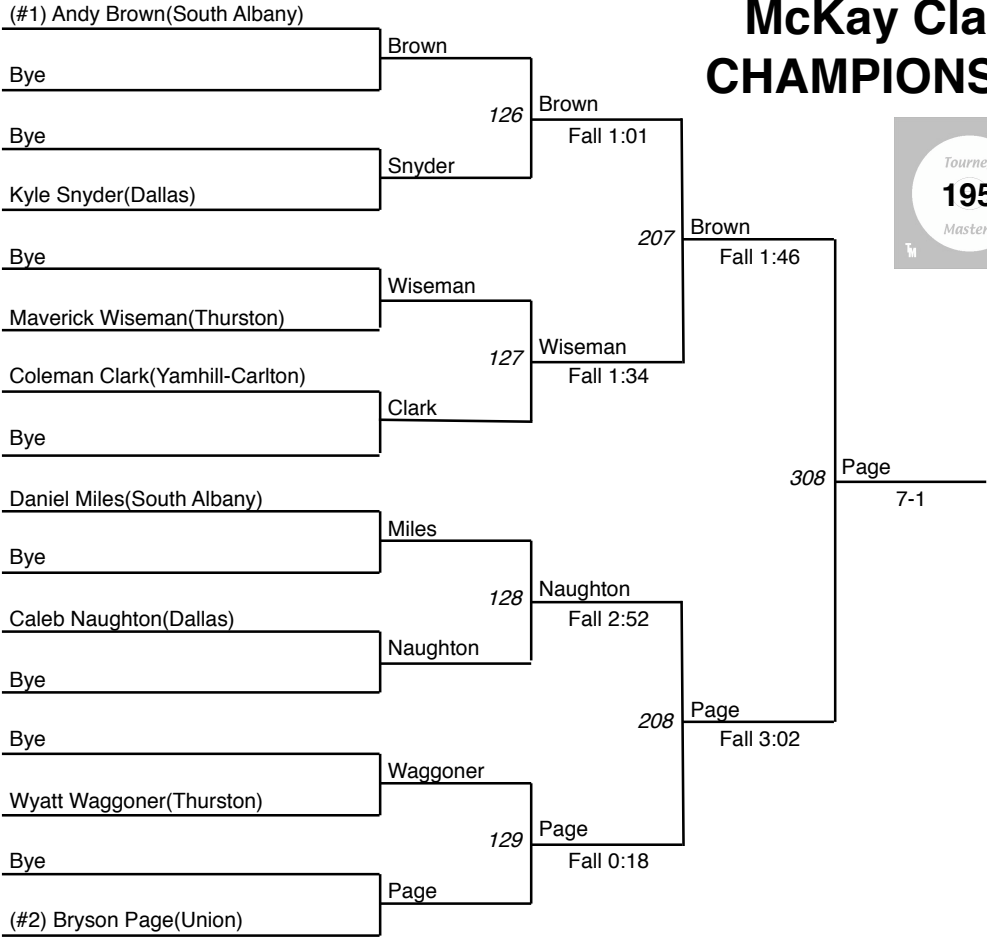 (#1) Andy Brown(South Albany)
McKay Cla
Brown
CHAMPIONS
Bye
126
Brown
Fall 1:01
Bye
Snyder
Kyle Snyder(Dallas)
Tourne
195
Master
TM
207
Brown
Fall 1:46
Bye
Wiseman
Maverick Wiseman(Thurston)
127
Wiseman
Fall 1:34
Coleman Clark(Yamhill-Carlton)
Clark
Bye
308
Page
7-1
Daniel Miles(South Albany)
Miles
Bye
128
Naughton
Fall 2:52
Caleb Naughton(Dallas)
Naughton
Bye
208
Page
Fall 3:02
Bye
Waggoner
Wyatt Waggoner(Thurston)
129
Page
Fall 0:18
Bye
Page
(#2) Bryson Page(Union)